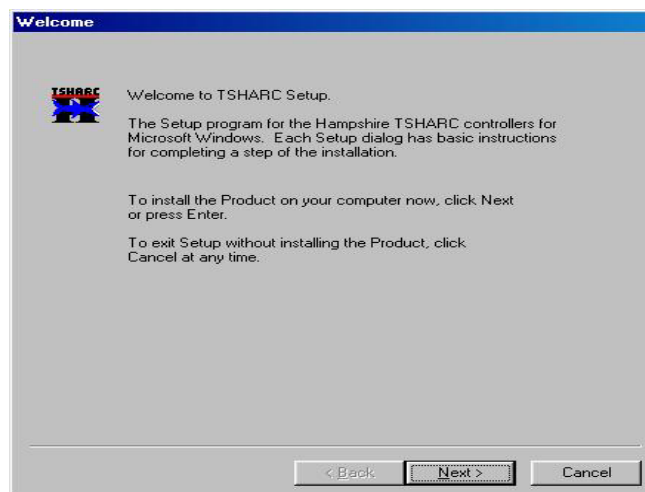 Welcome
TSHARC
Welcome to TSHARC Setup.
The Setup program for the Hampshire TSHARC controllers for
Microsoft Windows. Each Setup dialog has basic instructions
for completing a step of the installation.
To install the Product on your computer now, click Next
or press Enter.
To exit Setup without installing the Product, click
Cancel at any time.
< Back Next > Cancel